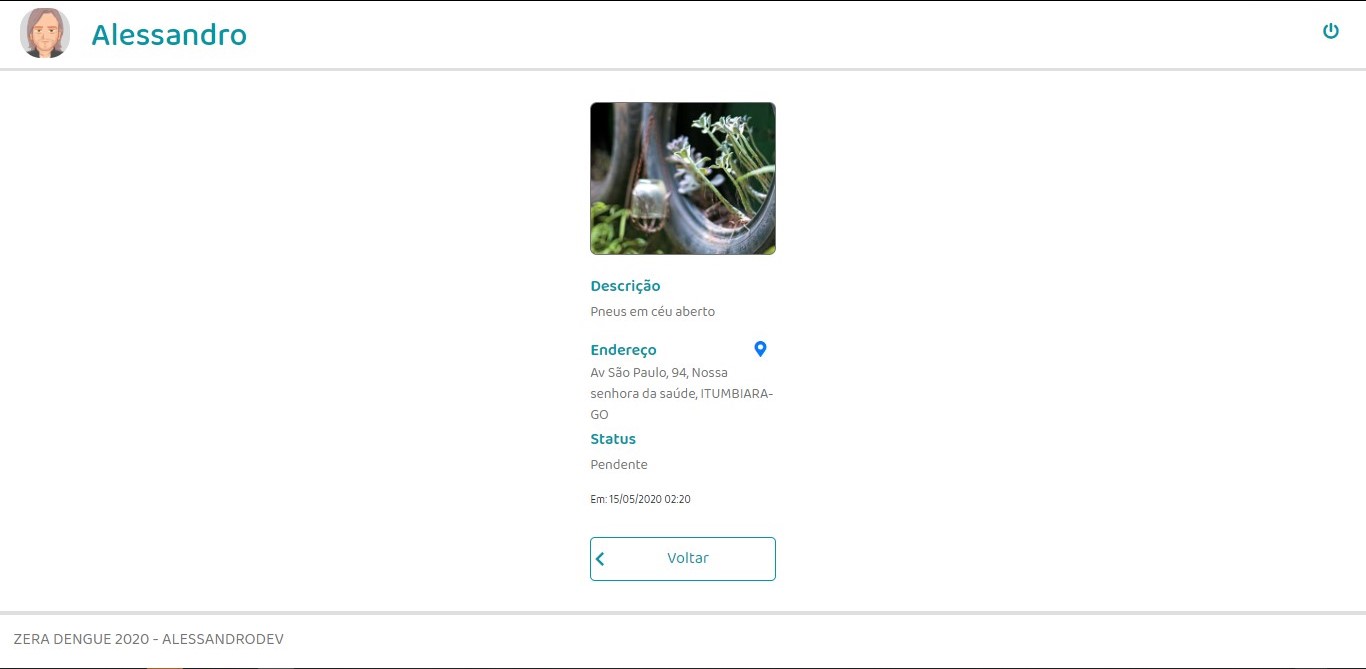 Alessandro
Descrição
Pneus em céu aberto
Endereço
Av São Paulo, 94, Nossa
senhora da saúde, ITUMBIARA-
GO
Status
Pendente
Em: 15/05/2020 02:20
Voltar
ZERA DENGUE 2020 - ALESSANDRODEV